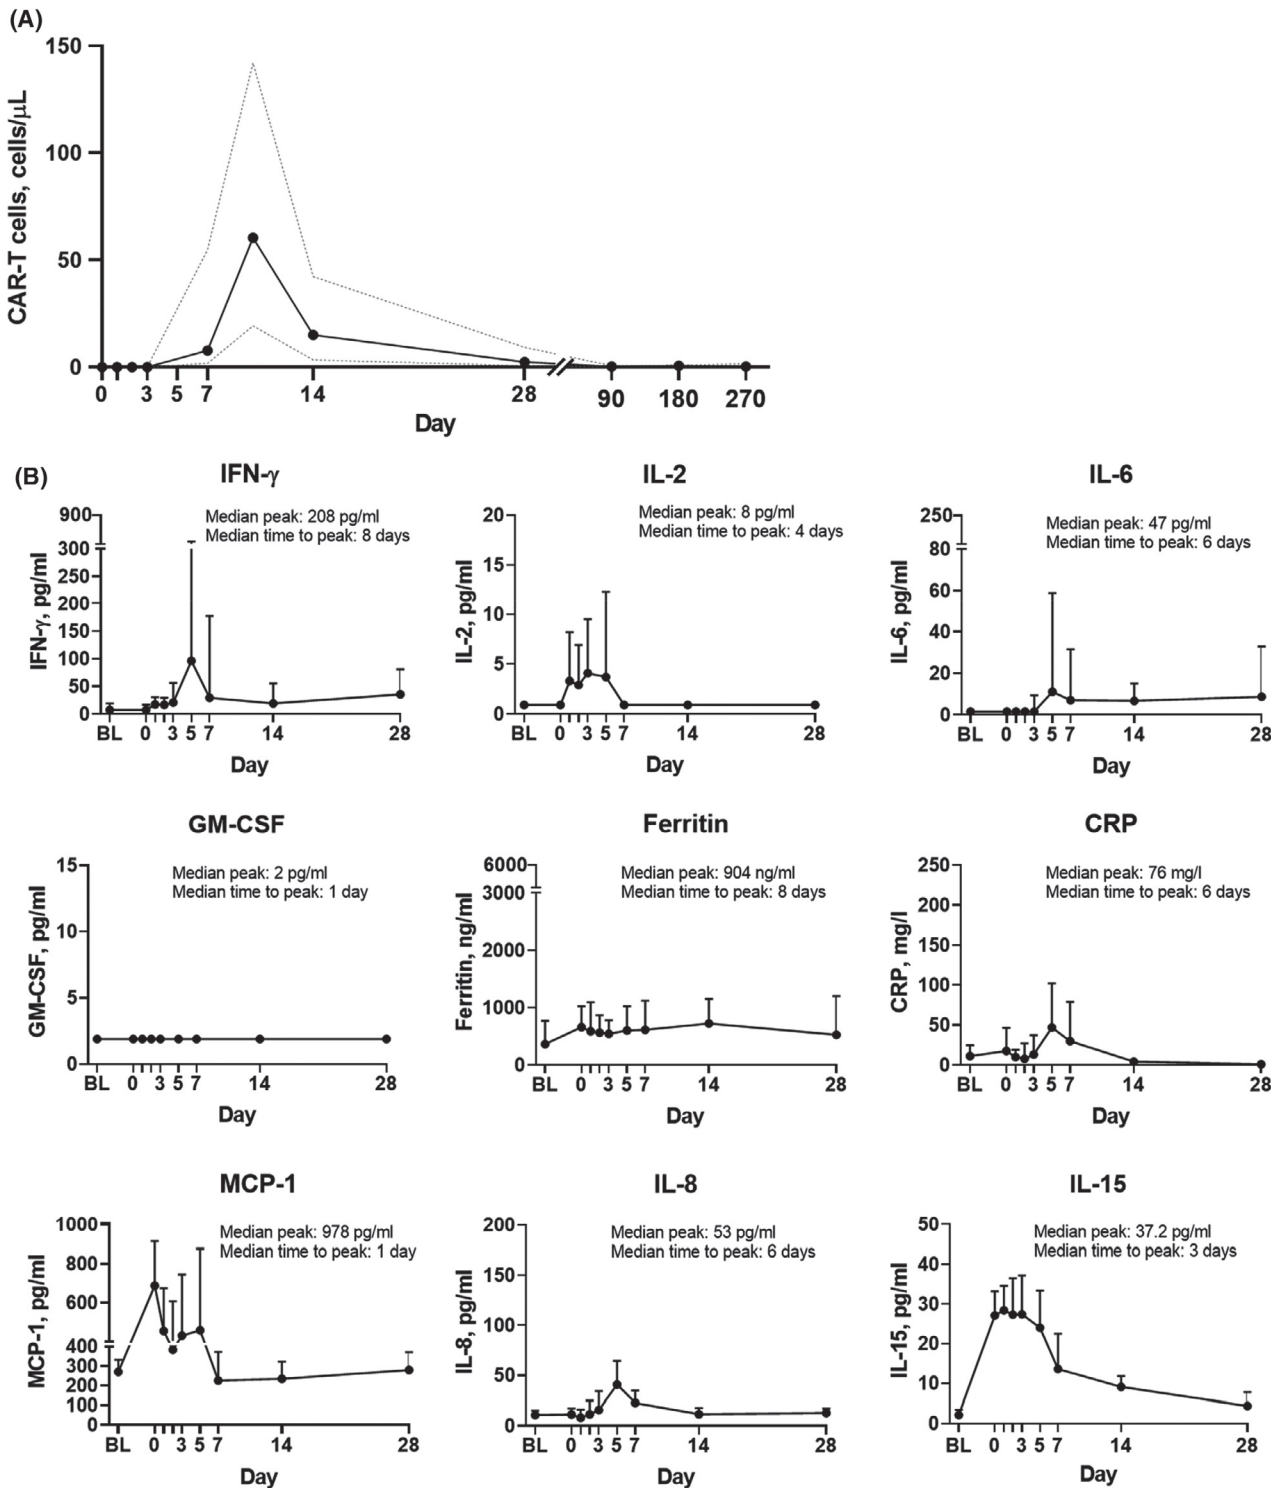 (A)
150
100
50
0
CAR-T cells, cells/μL
0 3 5 7 14 28 90 180 270
Day
(B)
IFN-γ
Median peak: 208 pg/ml
Median time to peak: 8 days
900
300
250
200
150
100
50
0
IFN-γ, pg/ml
BL 0 3 5 7 14 28
Day
IL-2
Median peak: 8 pg/ml
Median time to peak: 4 days
20
15
10
5
0
IL-2, pg/ml
BL 0 3 5 7 14 28
Day
IL-6
Median peak: 47 pg/ml
Median time to peak: 6 days
250
80
60
40
20
0
IL-6, pg/ml
BL 0 3 5 7 14 28
Day
GM-CSF
Median peak: 2 pg/ml
Median time to peak: 1 day
15
10
5
0
GM-CSF, pg/ml
BL 0 3 5 7 14 28
Day
Ferritin
Median peak: 904 ng/ml
Median time to peak: 8 days
6000
3000
2000
1000
0
Ferritin, ng/ml
BL 0 3 5 7 14 28
Day
CRP
Median peak: 76 mg/l
Median time to peak: 6 days
250
200
150
100
50
0
CRP, mg/l
BL 0 3 5 7 14 28
Day
MCP-1
Median peak: 978 pg/ml
Median time to peak: 1 day
1000
800
600
400
300
200
100
0
MCP-1, pg/ml
BL 0 3 5 7 14 28
Day
IL-8
Median peak: 53 pg/ml
Median time to peak: 6 days
200
150
100
50
0
IL-8, pg/ml
BL 0 3 5 7 14 28
Day
IL-15
Median peak: 37.2 pg/ml
Median time to peak: 3 days
50
40
30
20
10
0
IL-15, pg/ml
BL 0 3 5 7 14 28
Day